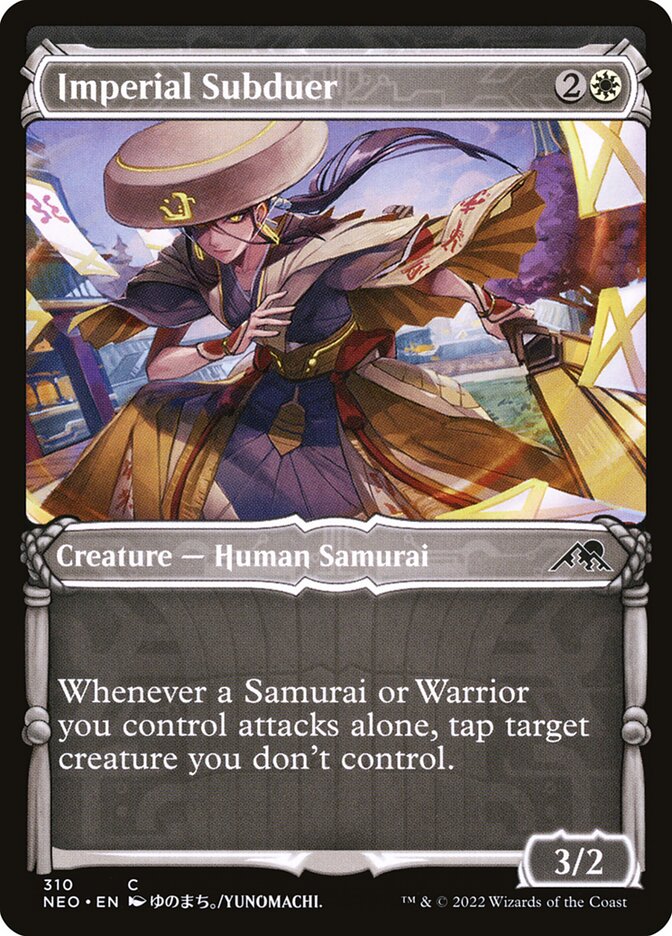 Imperial Subduer 2
Creature — Human Samurai
Whenever a Samurai or Warrior
you control attacks alone, tap target
creature you don't control.
3/2
310 C
NEO • EN ゆのまち。/YUNOMACHI.
™ & © 2022 Wizards of the Coast